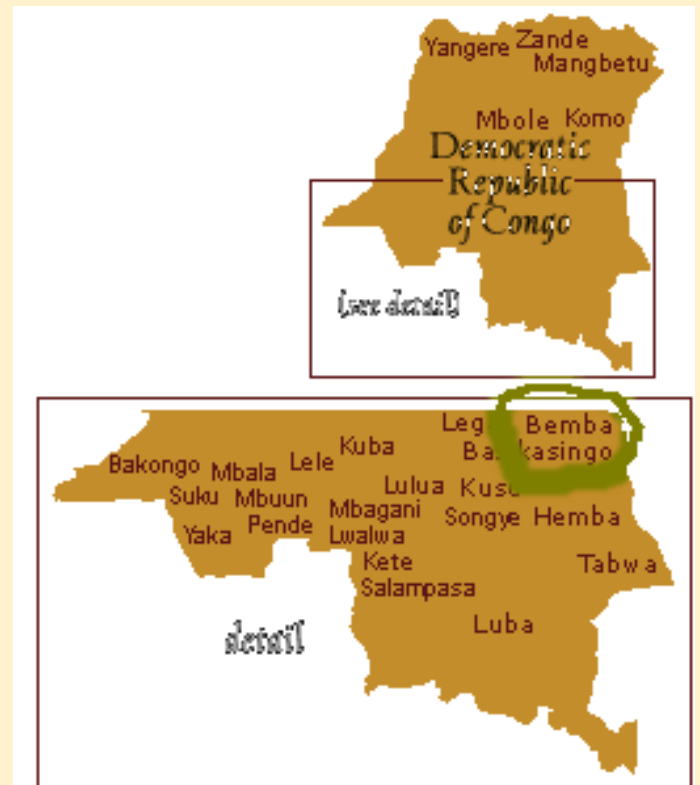 Yangere Zande
Mangbetu
Mbole Komo
Democratic
Republic
of Congo
(see detail)
Bemba
kasingo
Kuba
Bakongo Mbala Lele
Lulua
Suku Mbuun
Mbagani
Songye Hemba
Yaka Pende Lwalwa
Kete
Tabwa
Salampasa
Luba
detail